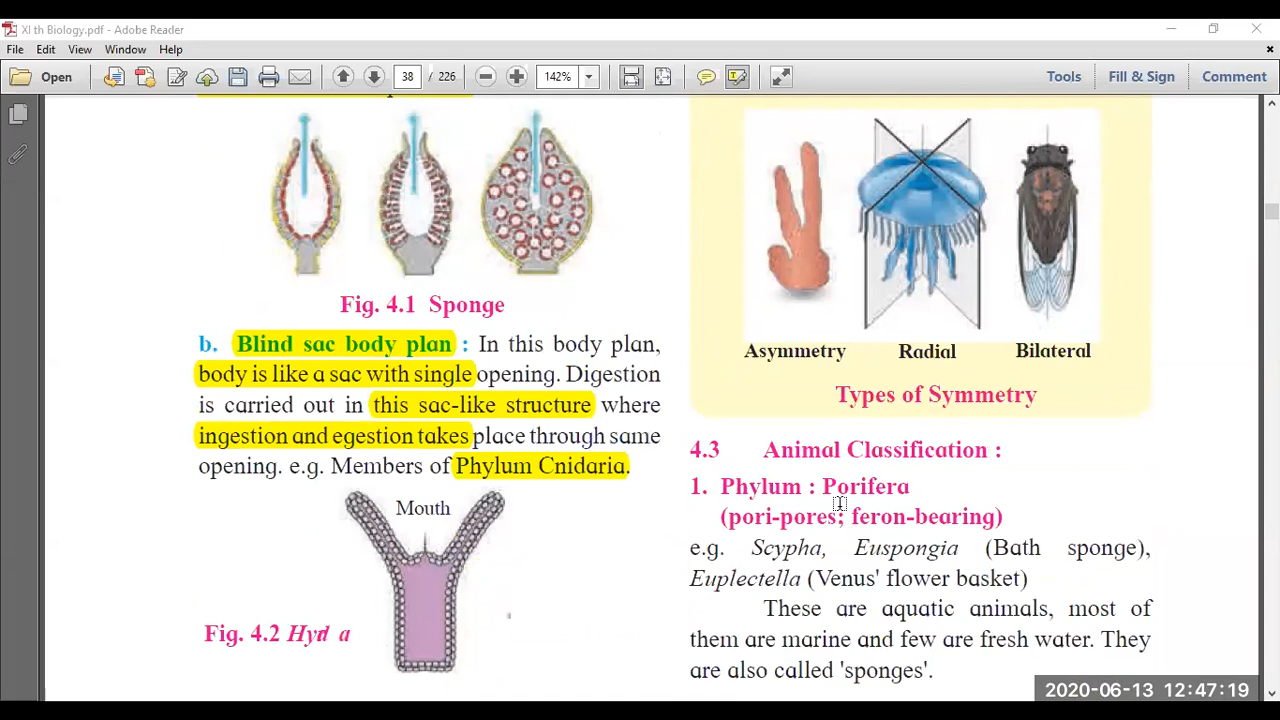 XI th Biology.pdf - Adobe Reader
File Edit View Window Help
Open 38 / 226 142% Tools Fill & Sign Comment
Fig. 4.1 Sponge
b. Blind sac body plan : In this body plan,
body is like a sac with single opening. Digestion
is carried out in this sac-like structure where
ingestion and egestion takes place through same
opening. e.g. Members of Phylum Cnidaria.
Mouth
Fig. 4.2 Hyd a
Asymmetry Radial Bilateral
Types of Symmetry
4.3 Animal Classification :
1. Phylum : Porifera
(pori-pores; feron-bearing)
e.g. Scypha, Euspongia (Bath sponge),
Euplectella (Venus' flower basket)
These are aquatic animals, most of
them are marine and few are fresh water. They
are also called 'sponges'.
2020-06-13 12:47:19